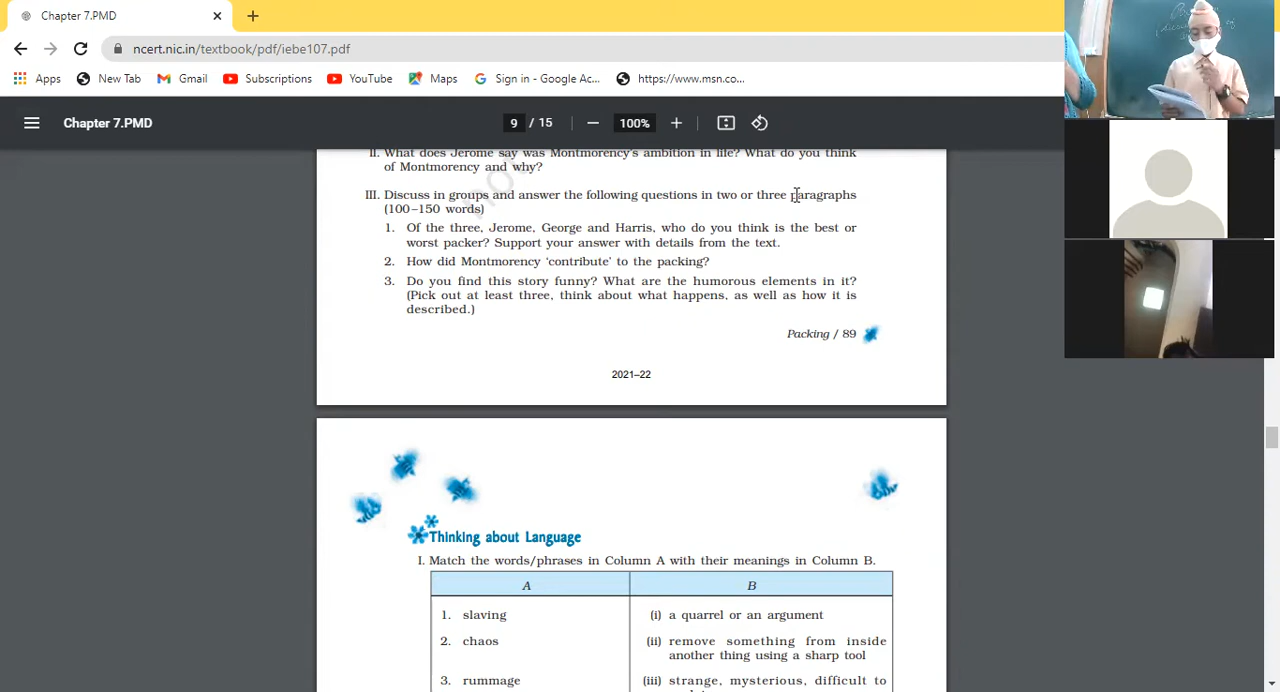 Chapter 7.PMD
ncert.nic.in/textbook/pdf/iebe107.pdf
Apps New Tab Gmail Subscriptions YouTube Maps Sign in - Google Ac... https://www.msn.co...
Chapter 7.PMD 9 / 15 100%
II. What does Jerome say was Montmorency's ambition in life? What do you think
of Montmorency and why?
III. Discuss in groups and answer the following questions in two or three paragraphs
(100–150 words)
1. Of the three, Jerome, George and Harris, who do you think is the best or
worst packer? Support your answer with details from the text.
2. How did Montmorency 'contribute' to the packing?
3. Do you find this story funny? What are the humorous elements in it?
(Pick out at least three, think about what happens, as well as how it is
described.)
Packing / 89
2021–22
Thinking about Language
I. Match the words/phrases in Column A with their meanings in Column B.
A B
1. slaving (i) a quarrel or an argument
2. chaos (ii) remove something from inside
another thing using a sharp tool
3. rummage (iii) strange, mysterious, difficult to